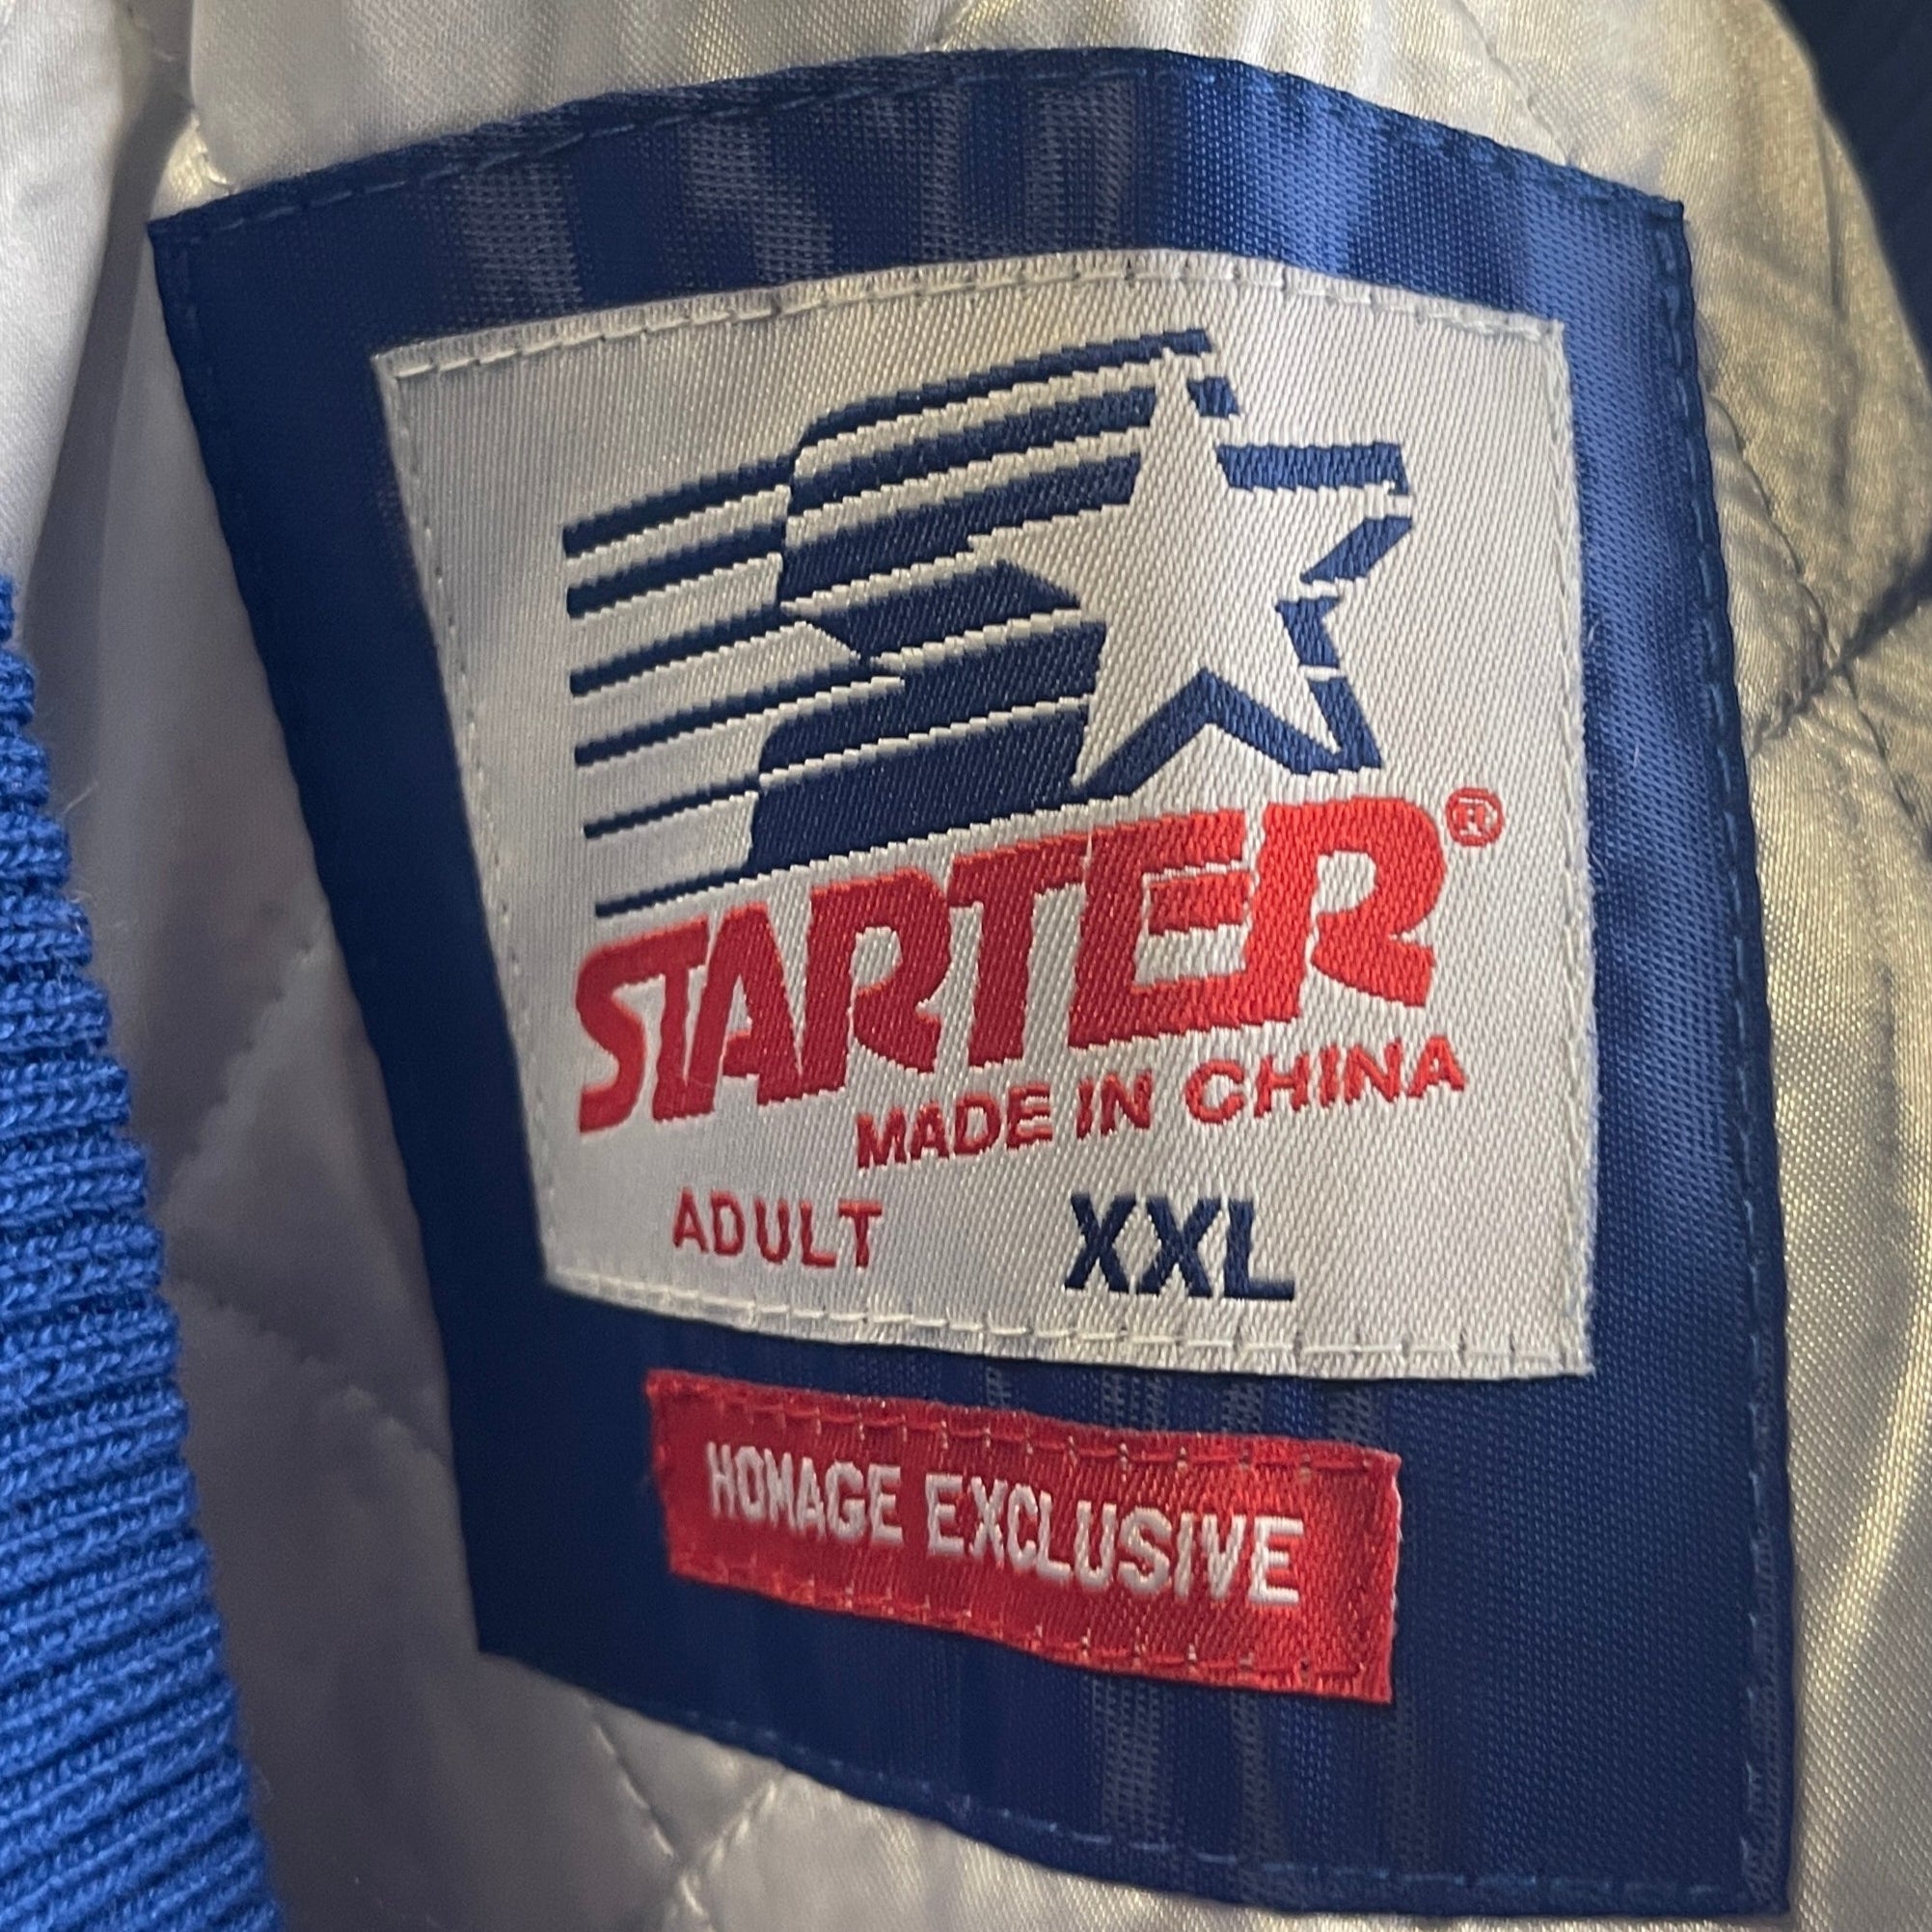 STARTER®
MADE IN CHINA
ADULT XXL
HOMAGE EXCLUSIVE